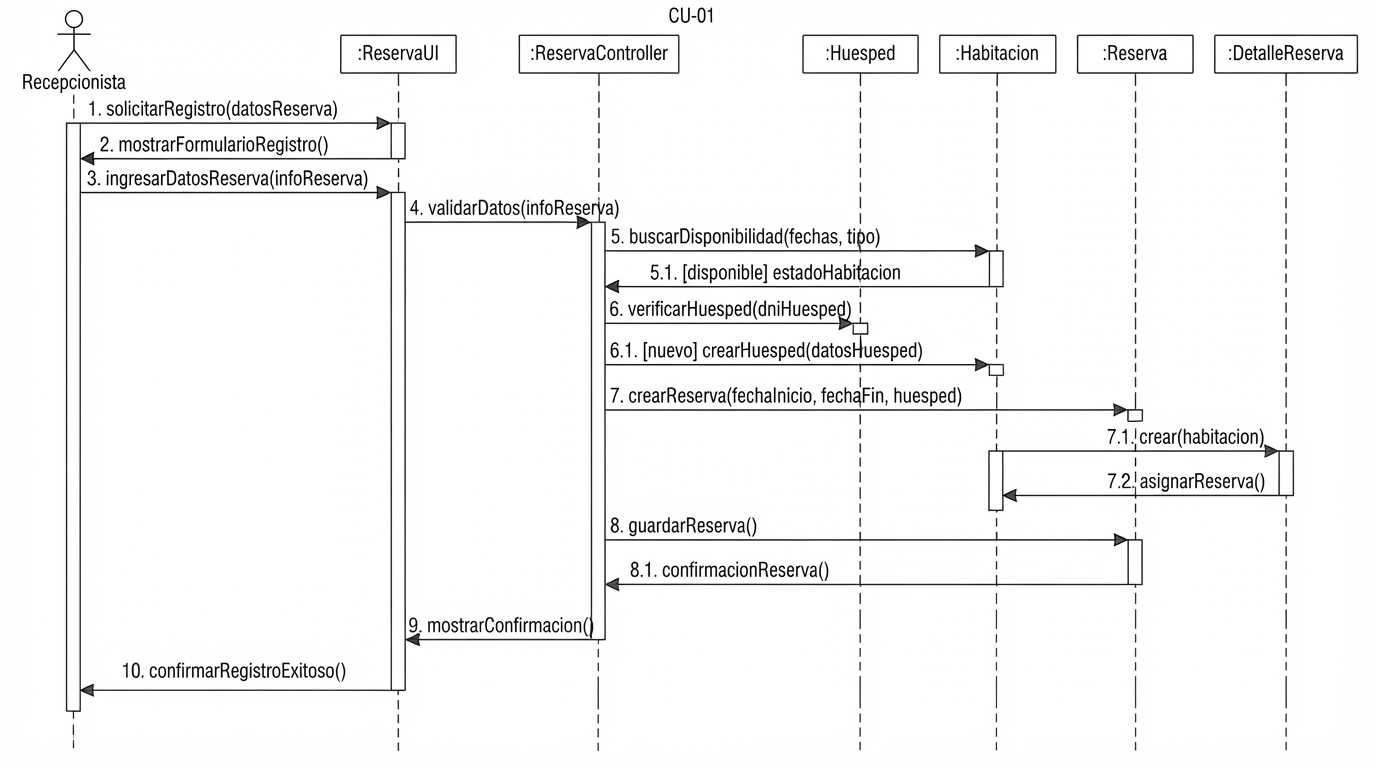 CU-01
Recepcionista
:ReservaUI
:ReservaController
:Huesped
:Habitacion
:Reserva
:DetalleReserva
1. solicitarRegistro(datosReserva)
2. mostrarFormularioRegistro()
3. ingresarDatosReserva(infoReserva)
4. validarDatos(infoReserva)
5. buscarDisponibilidad(fechas, tipo)
5.1. [disponible] estadoHabitacion
6. verificarHuesped(dniHuesped)
6.1. [nuevo] crearHuesped(datosHuesped)
7. crearReserva(fechaInicio, fechaFin, huesped)
7.1. crear(habitacion)
7.2. asignarReserva()
8. guardarReserva()
8.1. confirmacionReserva()
9. mostrarConfirmacion()
10. confirmarRegistroExitoso()